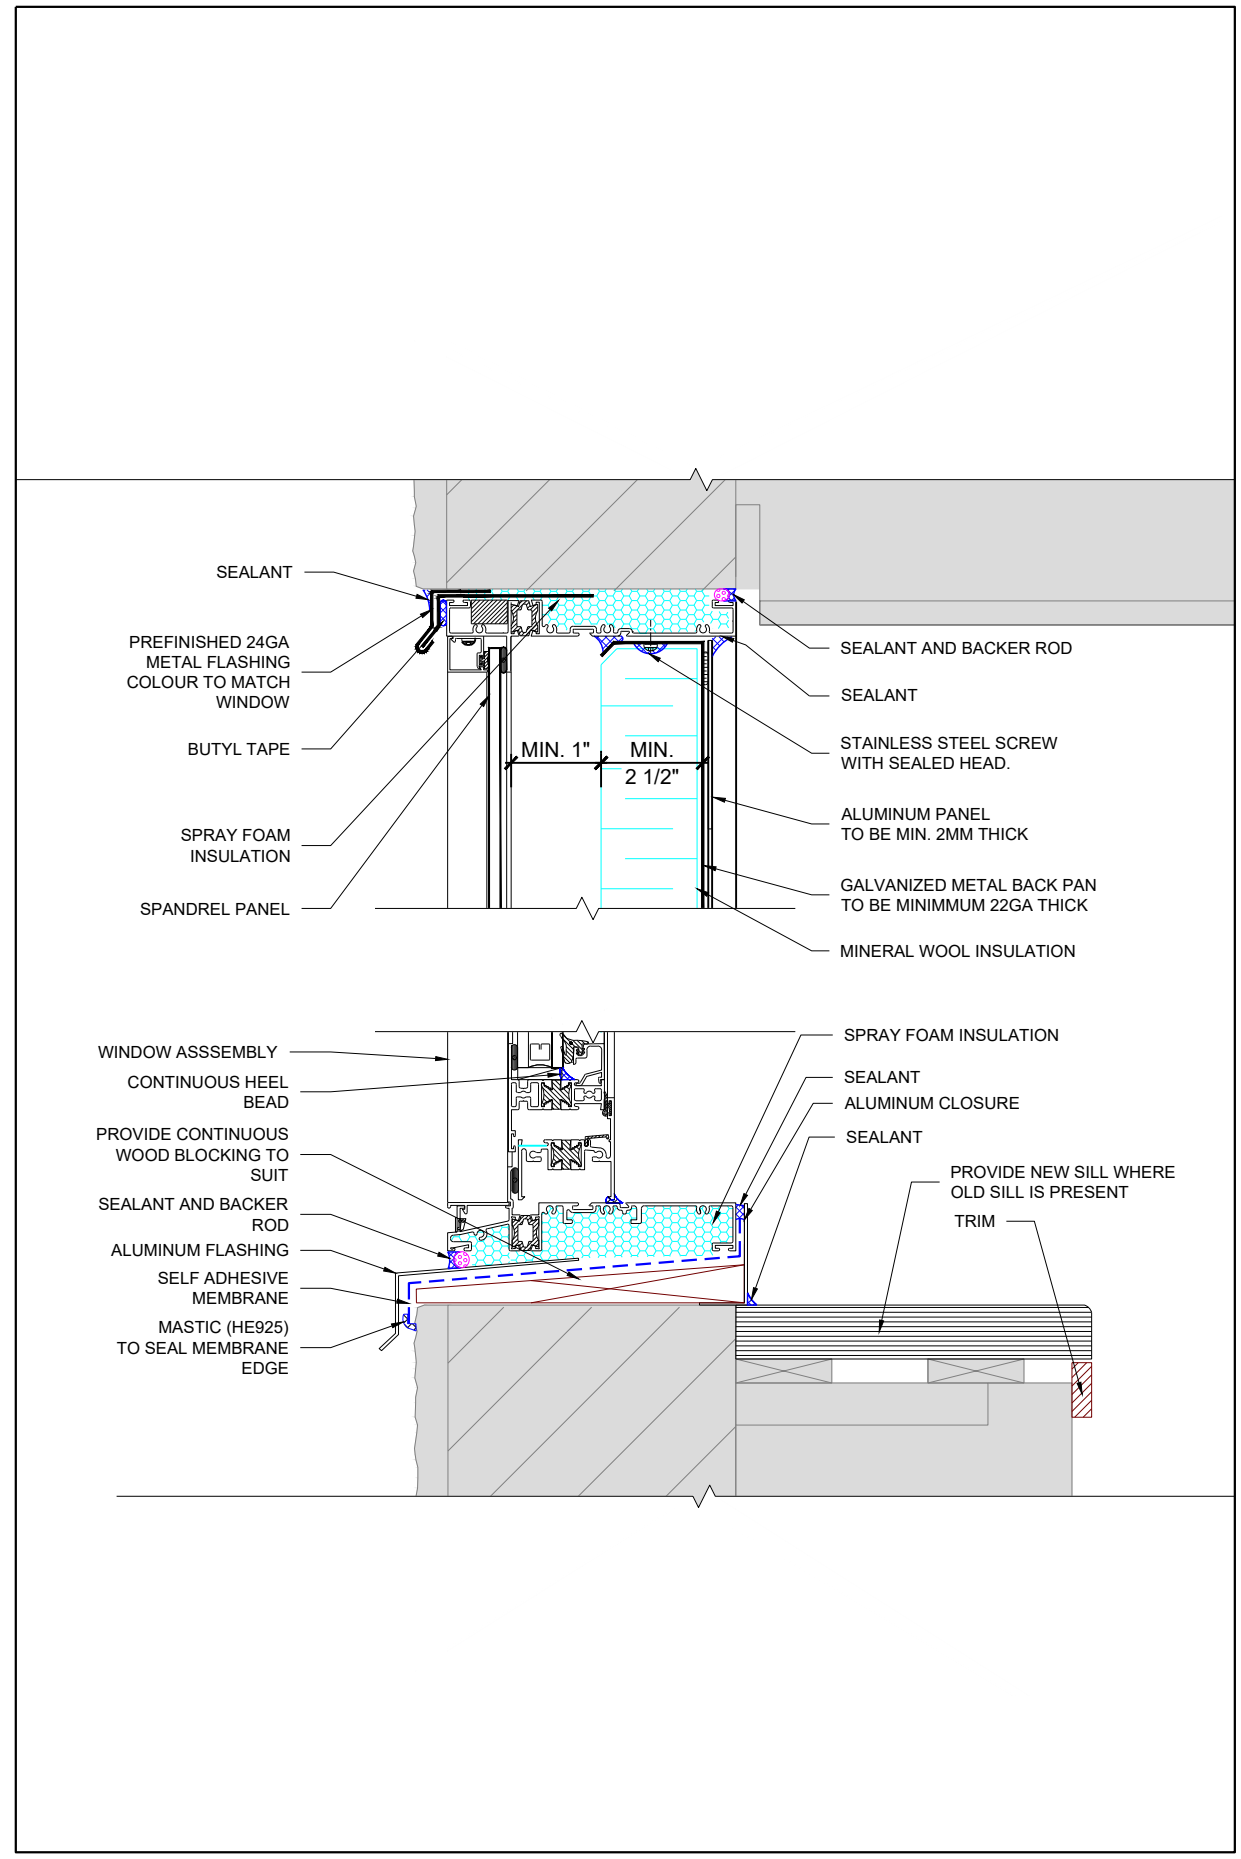 SEALANT
PREFINISHED 24GA
METAL FLASHING
COLOUR TO MATCH
WINDOW
BUTYL TAPE
SPRAY FOAM
INSULATION
SPANDREL PANEL
MIN. 1"
MIN.
2 1/2"
SEALANT AND BACKER ROD
SEALANT
STAINLESS STEEL SCREW
WITH SEALED HEAD.
ALUMINUM PANEL
TO BE MIN. 2MM THICK
GALVANIZED METAL BACK PAN
TO BE MINIMMUM 22GA THICK
MINERAL WOOL INSULATION
WINDOW ASSSEMBLY
CONTINUOUS HEEL
BEAD
PROVIDE CONTINUOUS
WOOD BLOCKING TO
SUIT
SEALANT AND BACKER
ROD
ALUMINUM FLASHING
SELF ADHESIVE
MEMBRANE
MASTIC (HE925)
TO SEAL MEMBRANE
EDGE
SPRAY FOAM INSULATION
SEALANT
ALUMINUM CLOSURE
SEALANT
PROVIDE NEW SILL WHERE
OLD SILL IS PRESENT
TRIM